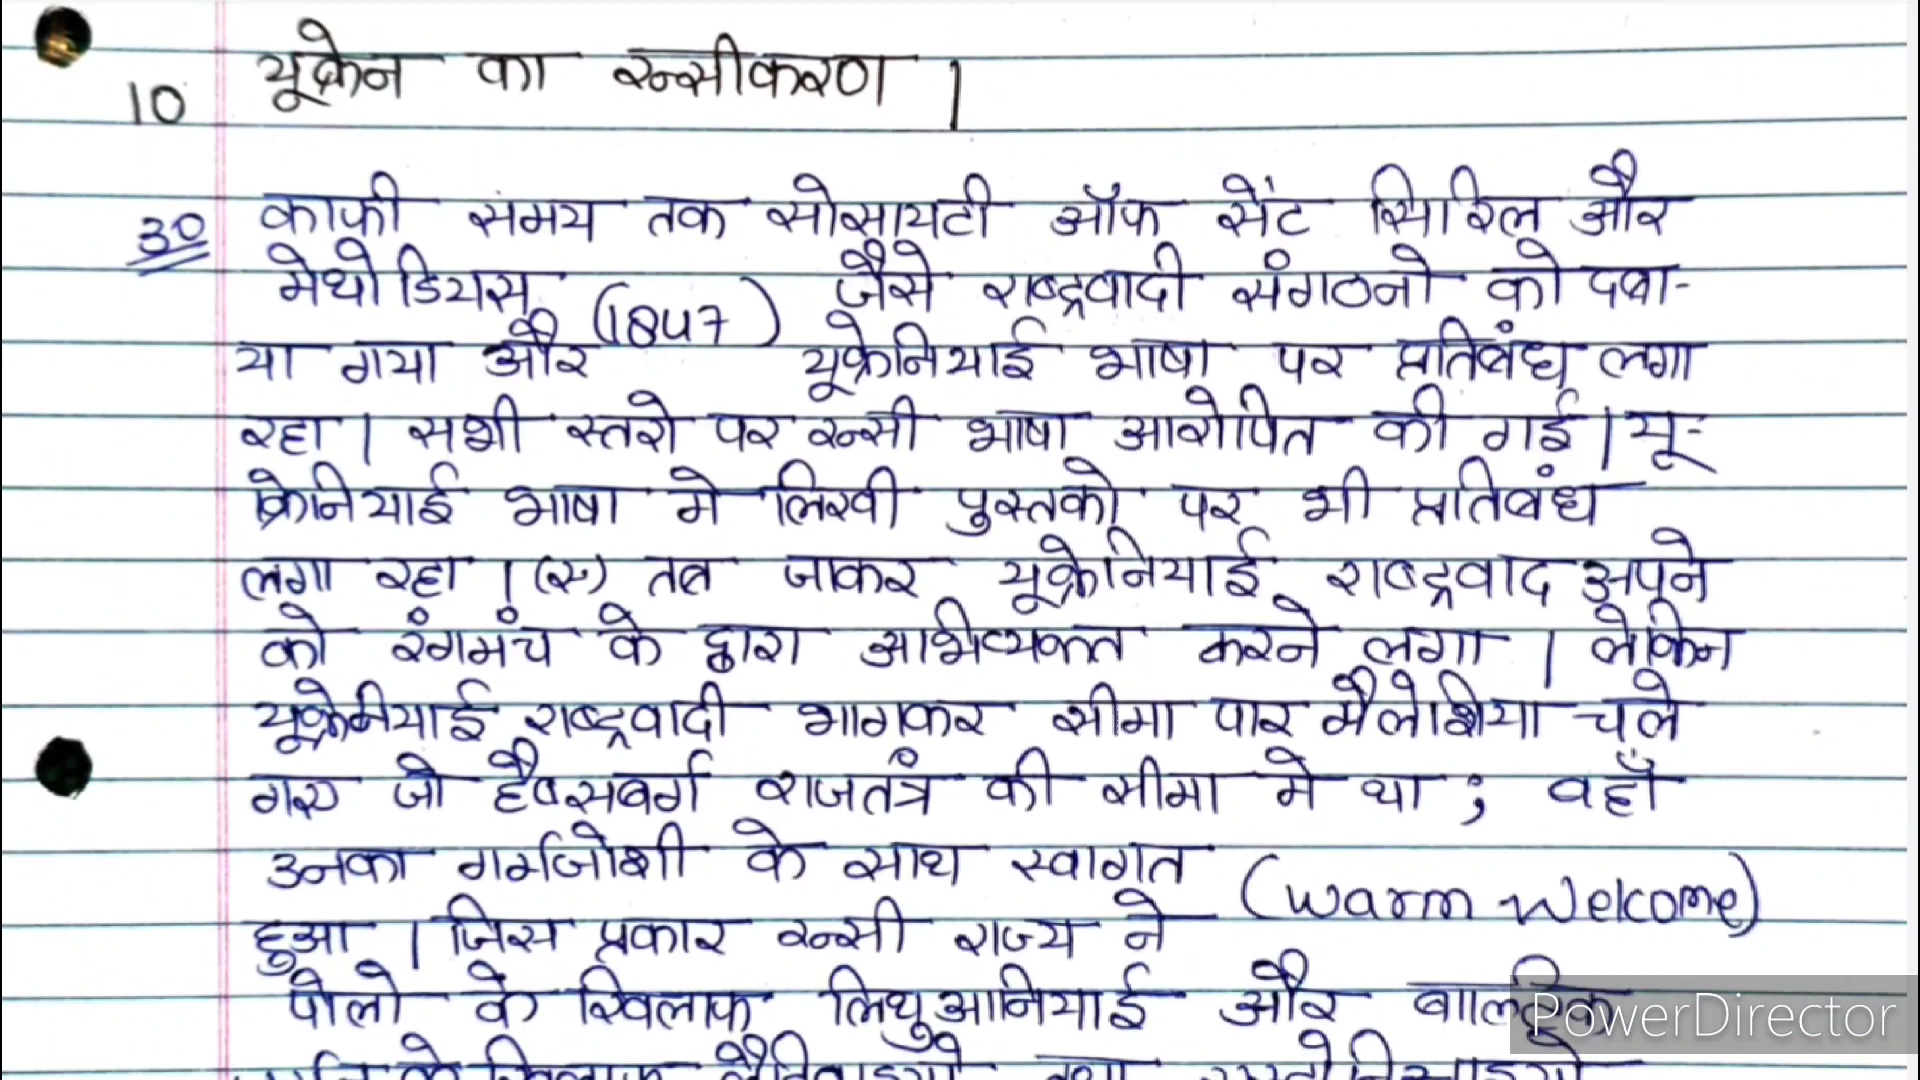 10 यूक्रेन का रूसीकरण |
30 काफी समय तक सोसायटी ऑफ सेंट सिरिल और
मेथोडियस (1847) जैसे राष्ट्रवादी संगठनो को दबा-
या गया और यूक्रेनियाई भाषा पर प्रतिबंध लगा
रहा | सभी स्तरो पर रूसी भाषा आरोपित की गई | यू-
क्रेनियाई भाषा मे लिखी पुस्तको पर भी प्रतिबंध
लगा रहा | तब जाकर यूक्रेनियाई राष्ट्रवाद अपने
को रंगमंच के द्वारा अभिव्यक्त करने लगा | लेकिन
यूक्रेनीयाई राष्ट्रवादी भागकर सीमा पार मैलेशिया चले
गए जो हैप्सबर्ग राजतंत्र की सीमा मे था ; वहाँ
उनका गर्मजोशी के साथ स्वागत (Warm Welcome)
हुआ | जिस प्रकार रूसी राज्य ने
पोलो के खिलाफ लिथुआनियाई और बाल्टिक
PowerDirector
के खिलाफ